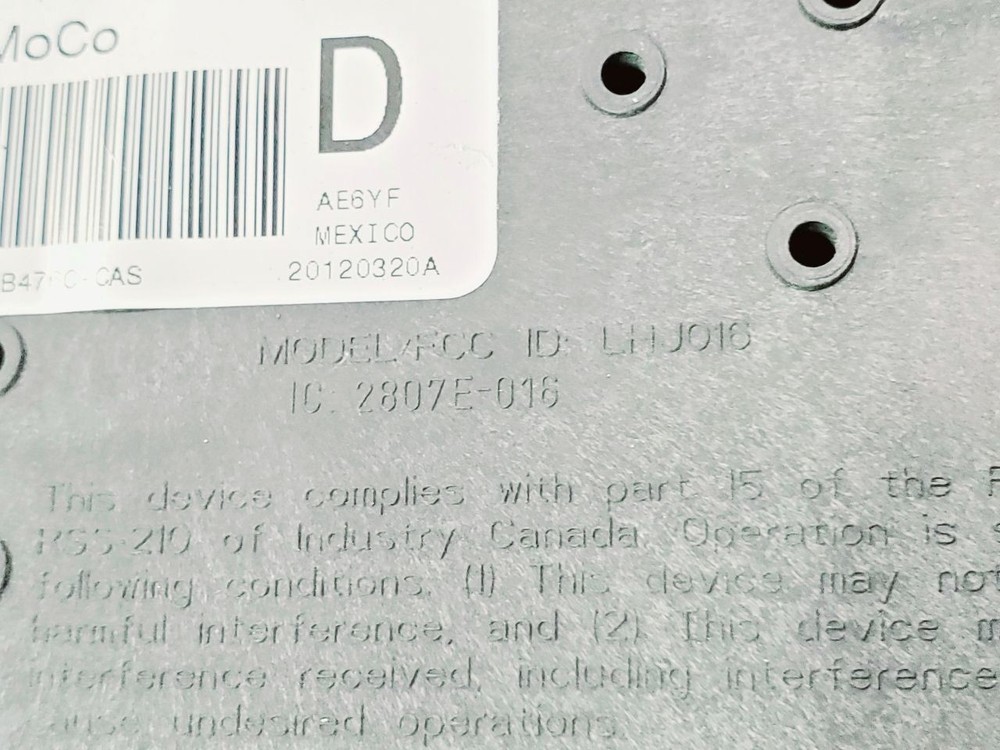 MoCo
D
AE6YF
MEXICO
20120320A
CAS
MODEL/FCC ID: LHJ016
IC: 2807E-016
This device complies with part 15 of the F
RSS-210 of Industry Canada. Operation is s
following conditions. (1) This device may not
harmful interference, and (2) This device m
interference received, including interference
cause undesired operations.